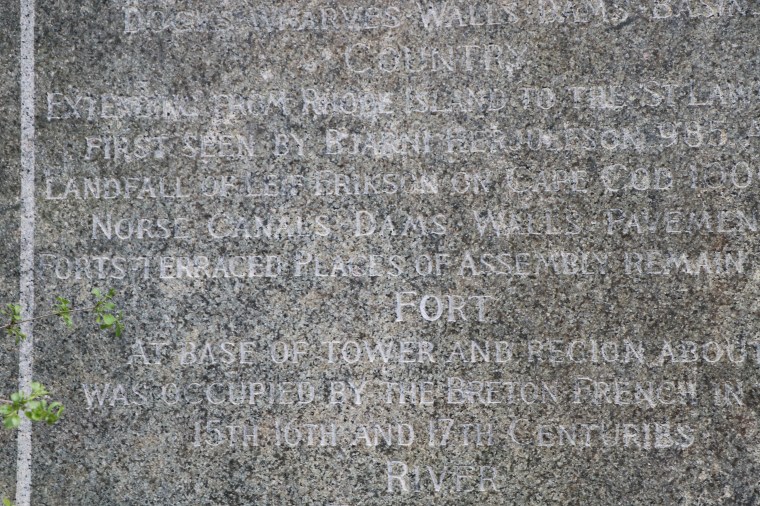 DOCKS WHARVES WALLS DAMS BASIN
COUNTRY
EXTENDING FROM RHODE ISLAND TO THE ST LAW
FIRST SEEN BY BJARNI HERJULFSON 985
LANDFALL OF LEIF ERIKSON ON CAPE COD 100
NORSE CANALS DAMS WALLS PAVEMEN
FORTS TERRACED PLACES OF ASSEMBLY REMAIN
FORT
AT BASE OF TOWER AND REGION ABOUT
WAS OCCUPIED BY THE BRETON FRENCH IN
15TH 16TH AND 17TH CENTURIES
RIVER